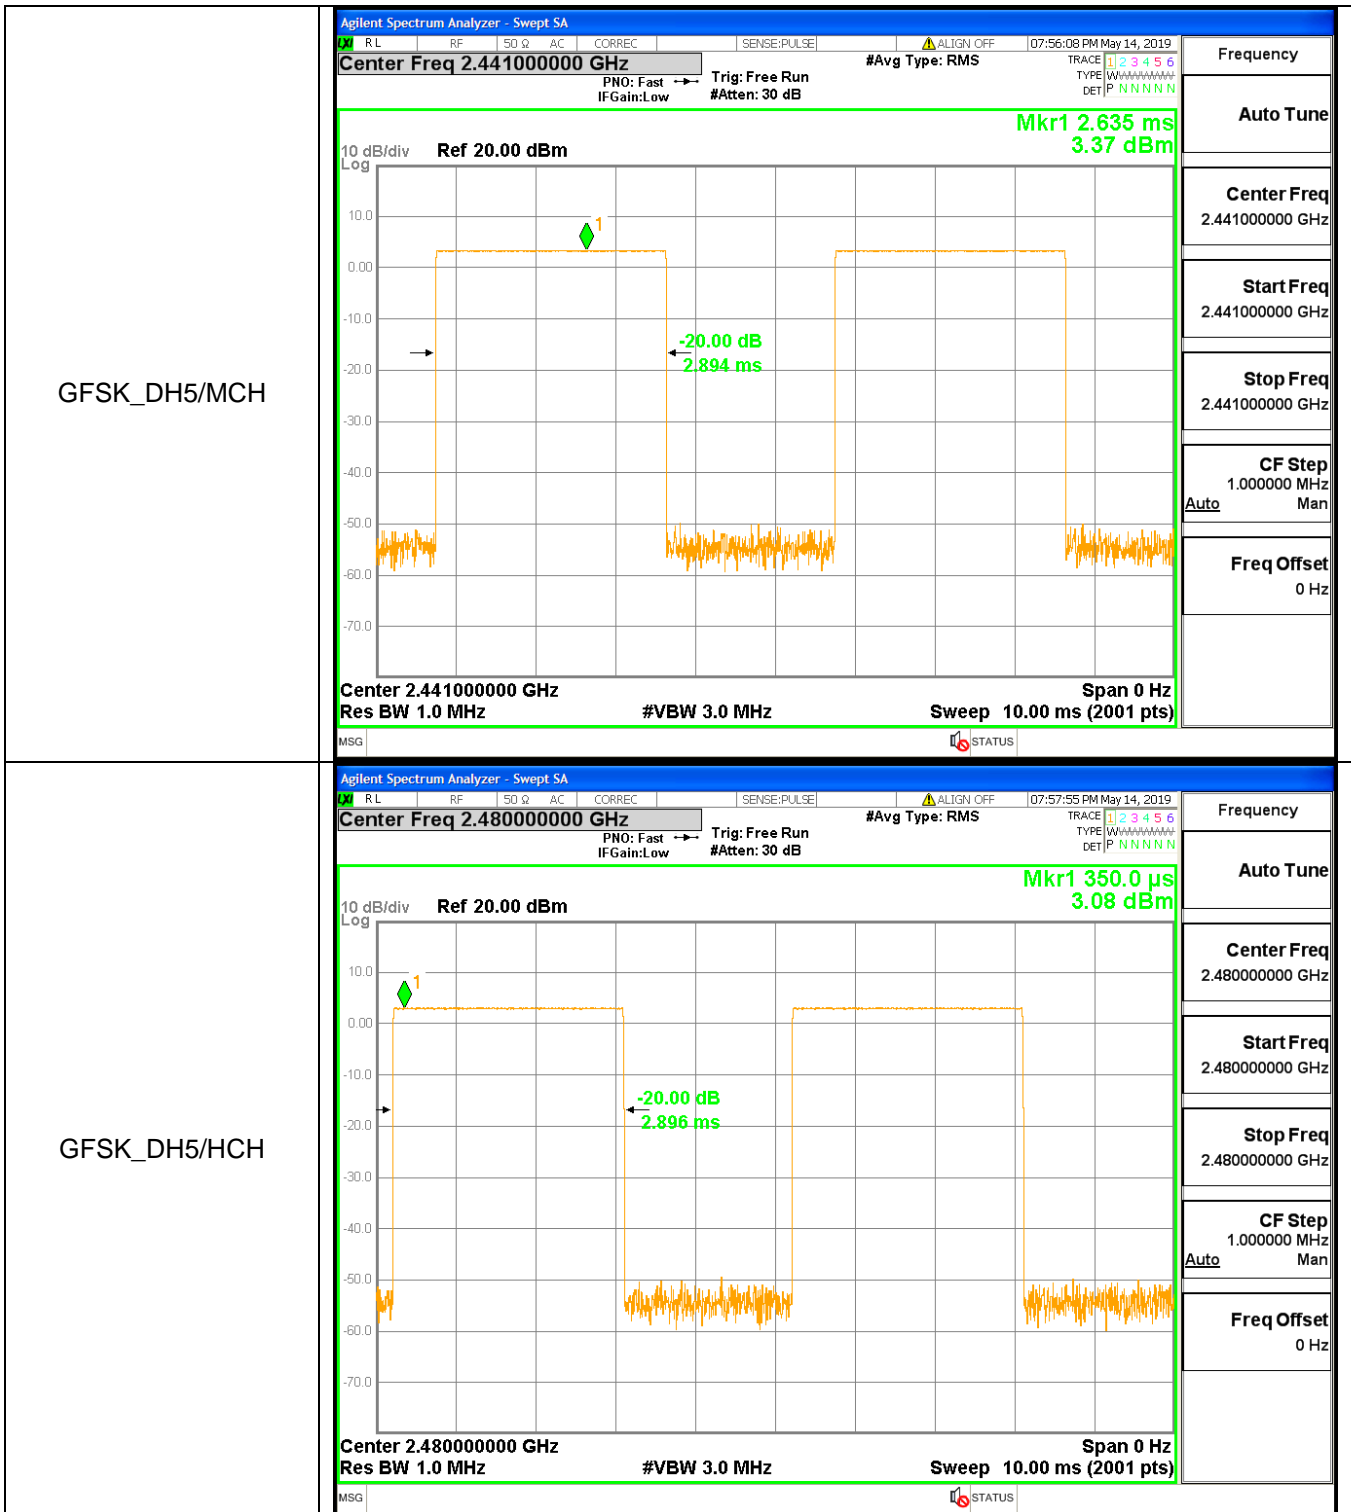 GFSK_DH5/MCH
Agilent Spectrum Analyzer - Swept SA
LXI RL RF 50 Ω AC CORREC SENSE:PULSE ALIGN OFF 07:56:08 PM May 14, 2019
Center Freq 2.441000000 GHz
#Avg Type: RMS
TRACE 1 2 3 4 5 6
TYPE
DET P N N N N N
PNO: Fast
IFGain:Low
Trig: Free Run
#Atten: 30 dB
Mkr1 2.635 ms
3.37 dBm
10 dB/div Ref 20.00 dBm
Log
10.0
1
0.00
-10.0
-20.00 dB
-20.0
2.894 ms
-30.0
-40.0
-50.0
-60.0
-70.0
Center 2.441000000 GHz Span 0 Hz
Res BW 1.0 MHz #VBW 3.0 MHz Sweep 10.00 ms (2001 pts)
MSG STATUS
Frequency
Auto Tune
Center Freq
2.441000000 GHz
Start Freq
2.441000000 GHz
Stop Freq
2.441000000 GHz
CF Step
1.000000 MHz
Auto Man
Freq Offset
0 Hz
GFSK_DH5/HCH
Agilent Spectrum Analyzer - Swept SA
LXI RL RF 50 Ω AC CORREC SENSE:PULSE ALIGN OFF 07:57:55 PM May 14, 2019
Center Freq 2.480000000 GHz
#Avg Type: RMS
TRACE 1 2 3 4 5 6
TYPE
DET P N N N N N
PNO: Fast
IFGain:Low
Trig: Free Run
#Atten: 30 dB
Mkr1 350.0 µs
3.08 dBm
10 dB/div Ref 20.00 dBm
Log
10.0
1
0.00
-10.0
-20.00 dB
-20.0
2.896 ms
-30.0
-40.0
-50.0
-60.0
-70.0
Center 2.480000000 GHz Span 0 Hz
Res BW 1.0 MHz #VBW 3.0 MHz Sweep 10.00 ms (2001 pts)
MSG STATUS
Frequency
Auto Tune
Center Freq
2.480000000 GHz
Start Freq
2.480000000 GHz
Stop Freq
2.480000000 GHz
CF Step
1.000000 MHz
Auto Man
Freq Offset
0 Hz